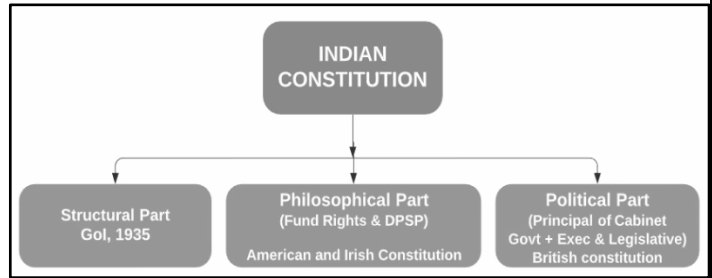 INDIAN
CONSTITUTION
Structural Part
GoI, 1935
Philosophical Part
(Fund Rights & DPSP)
American and Irish Constitution
Political Part
(Principal of Cabinet
Govt + Exec & Legislative)
British constitution